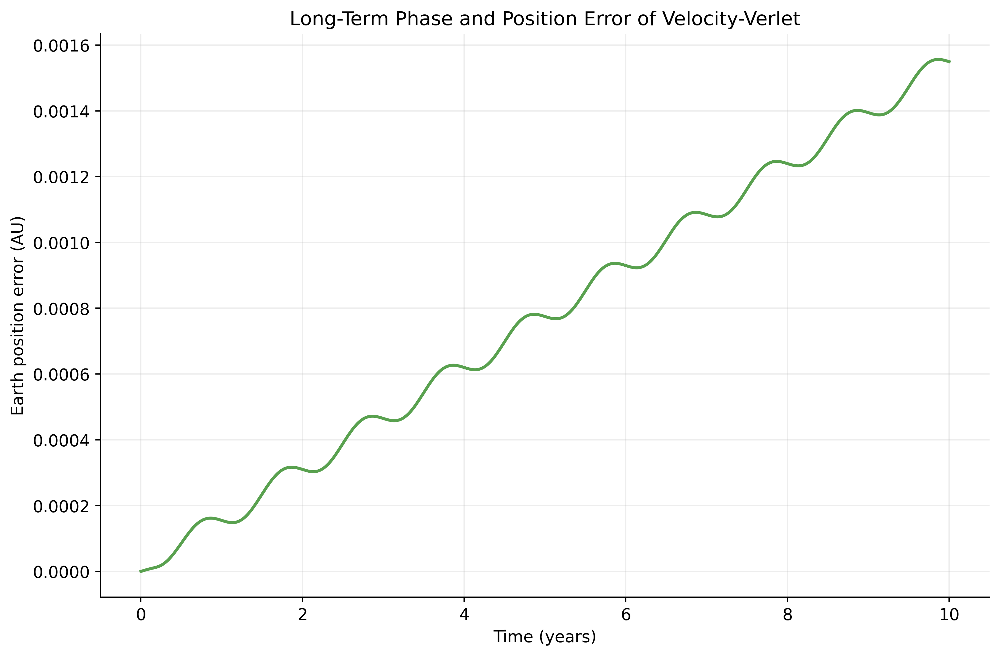 Long-Term Phase and Position Error of Velocity-Verlet
Earth position error (AU)
0.0016
0.0014
0.0012
0.0010
0.0008
0.0006
0.0004
0.0002
0.0000
0 2 4 6 8 10
Time (years)